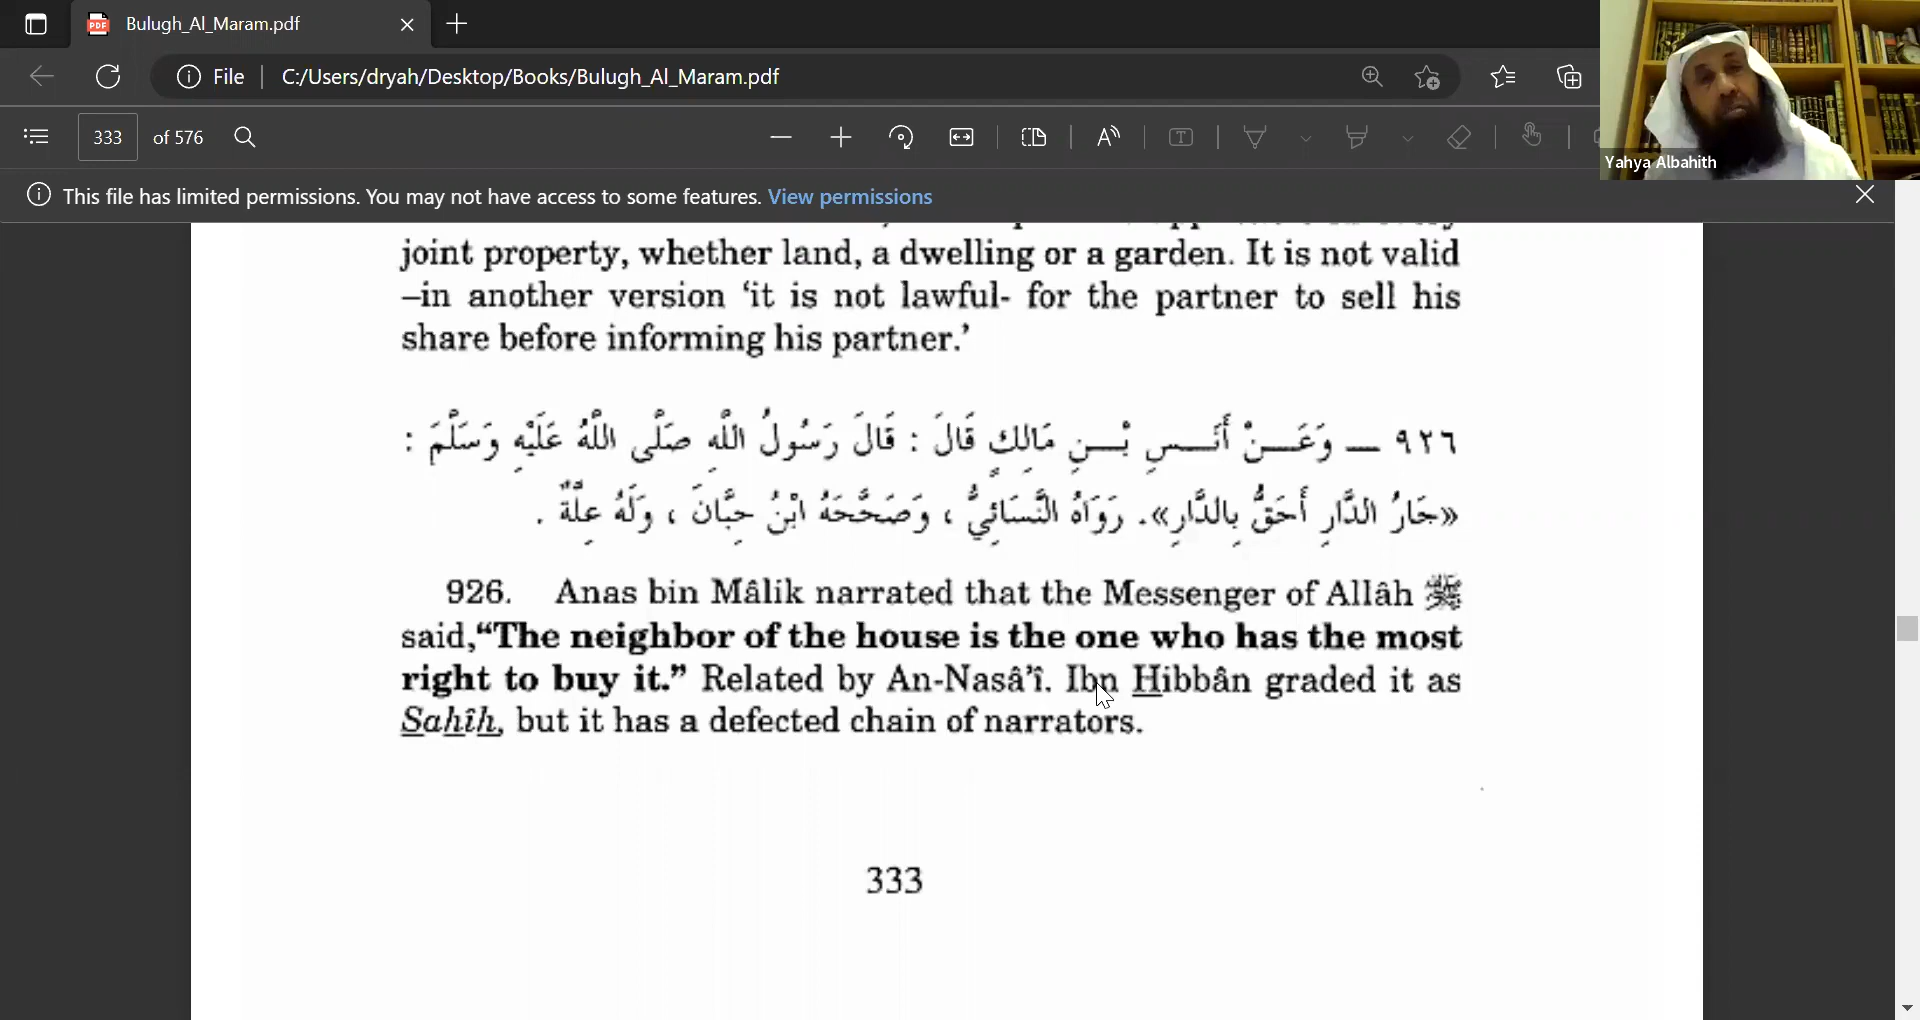 Bulugh_Al_Maram.pdf
File
C:/Users/dryah/Desktop/Books/Bulugh_Al_Maram.pdf
333 of 576
Yahya Albahith
This file has limited permissions. You may not have access to some features. View permissions
joint property, whether land, a dwelling or a garden. It is not valid
–in another version ‘it is not lawful- for the partner to sell his
share before informing his partner.’
٩٢٦ — وَعَـــنْ أَنَـــسِ بْـــنِ مَالِكٍ قَالَ : قَالَ رَسُولُ اللَّهِ صَلَّى اللَّهُ عَلَيْهِ وَسَلَّمَ :
«جَارُ الدَّارِ أَحَقُّ بِالدَّارِ». رَوَاهُ النَّسَائِيُّ ، وَصَحَّحَهُ ابْنُ حِبَّانَ ، وَلَهُ عِلَّةٌ .
926. Anas bin Mâlik narrated that the Messenger of Allâh ﷺ
said,“The neighbor of the house is the one who has the most
right to buy it.” Related by An-Nasâ’î. Ibn Hibbân graded it as
Sahîh, but it has a defected chain of narrators.
333